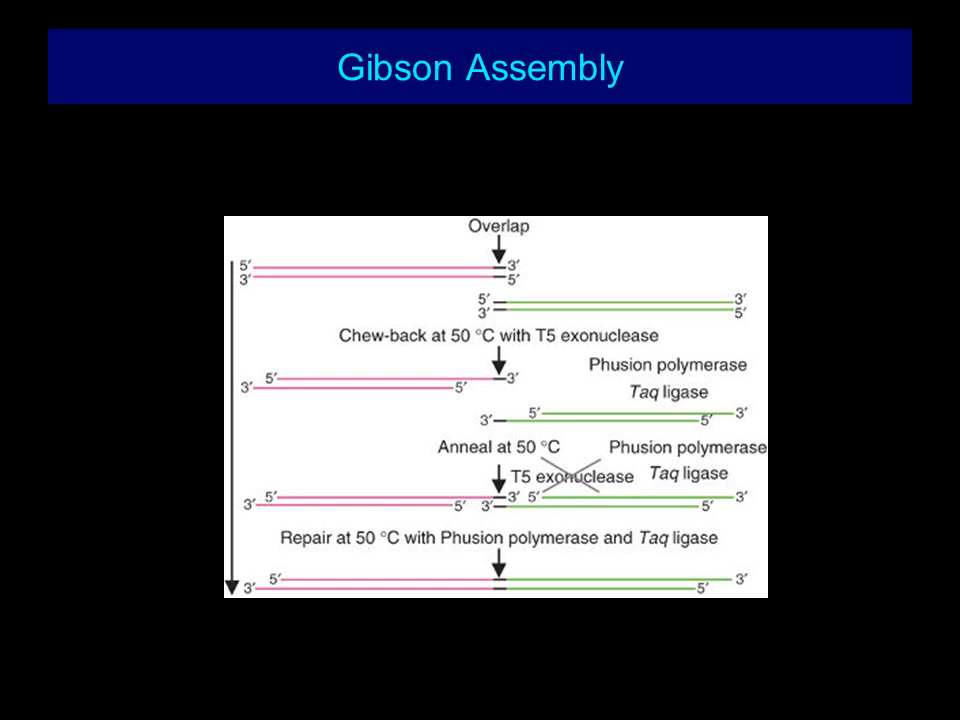 Gibson Assembly
Overlap
5′ 3′
3′ 5′
5′ 3′
3′ 5′
Chew-back at 50 °C with T5 exonuclease
Phusion polymerase
Taq ligase
5′ 3′
3′ 5′
5′ 3′
3′ 5′
Anneal at 50 °C Phusion polymerase
T5 exonuclease Taq ligase
5′ 3′ 5′ 3′
3′ 5′ 3′ 5′
Repair at 50 °C with Phusion polymerase and Taq ligase
5′ 3′
3′ 5′